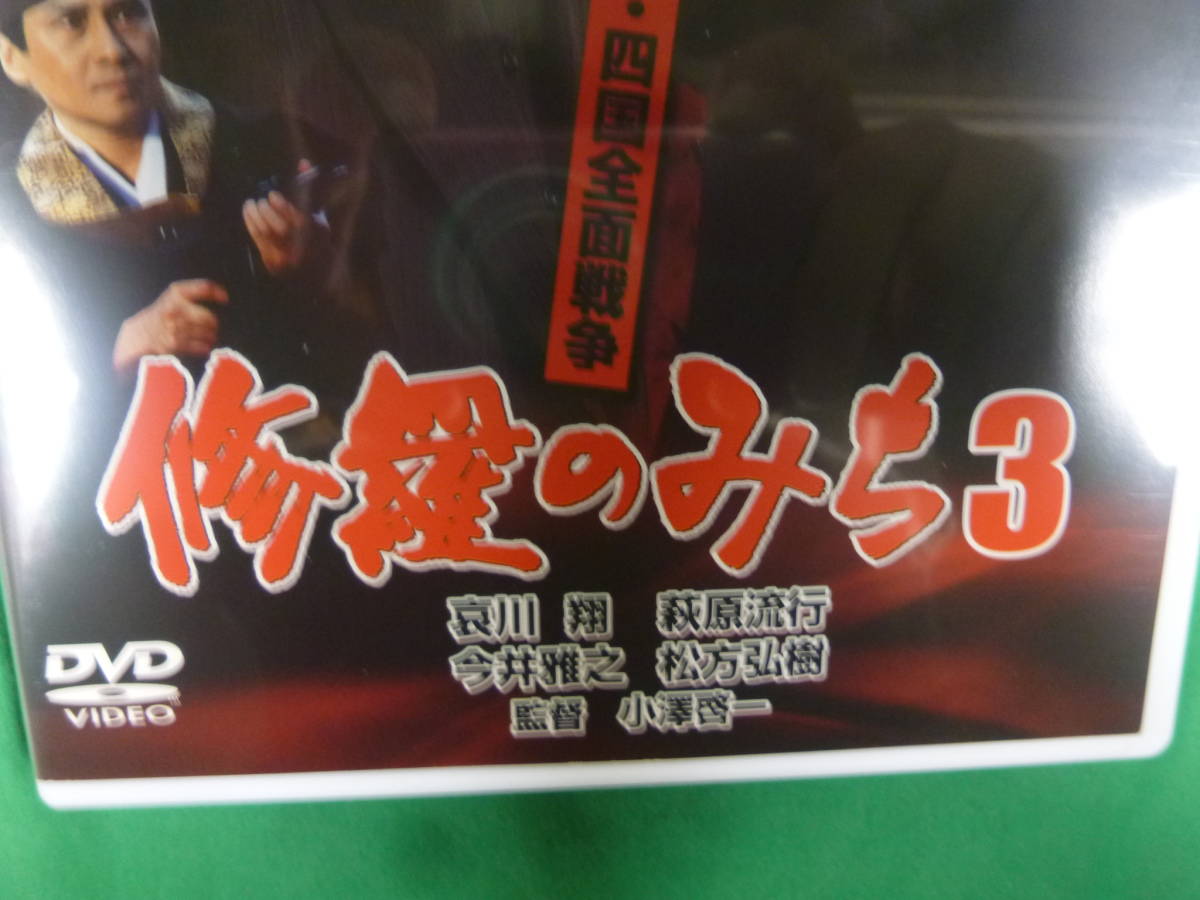 ・四国全面戦争
修羅のみち3
哀川 翔 萩原流行
今井雅之 松方弘樹
監督 小澤啓一
DVD
VIDEO